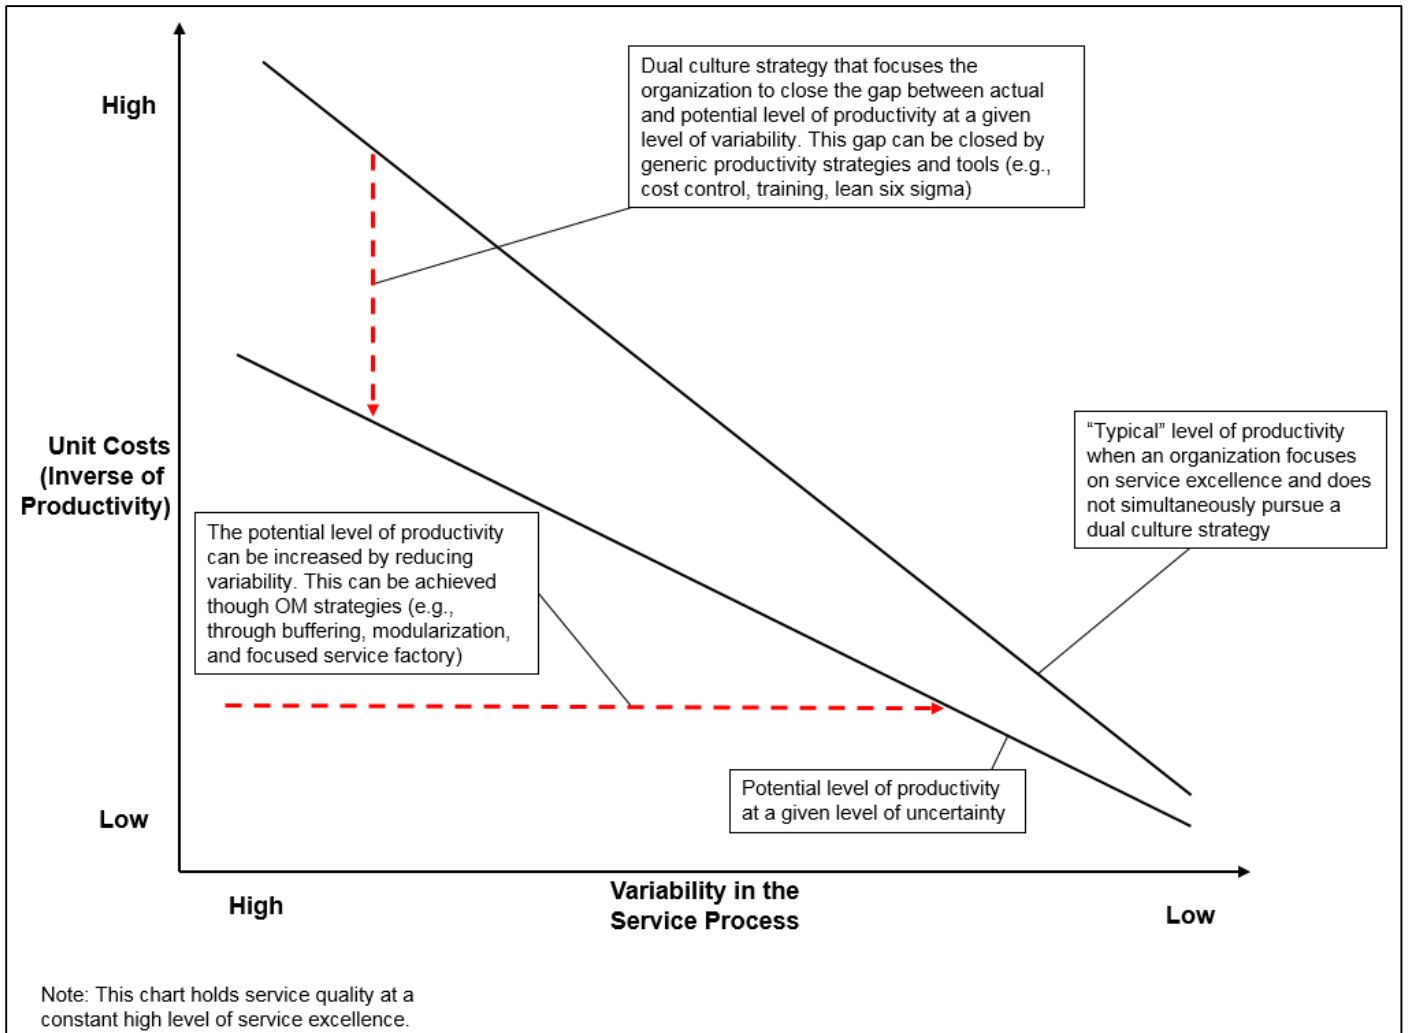 High
Dual culture strategy that focuses the
organization to close the gap between actual
and potential level of productivity at a given
level of variability. This gap can be closed by
generic productivity strategies and tools (e.g.,
cost control, training, lean six sigma)
Unit Costs
(Inverse of
Productivity)
"Typical" level of productivity
when an organization focuses
on service excellence and does
not simultaneously pursue a
dual culture strategy
The potential level of productivity
can be increased by reducing
variability. This can be achieved
though OM strategies (e.g.,
through buffering, modularization,
and focused service factory)
Potential level of productivity
at a given level of uncertainty
Low
High
Variability in the
Service Process
Low
Note: This chart holds service quality at a
constant high level of service excellence.